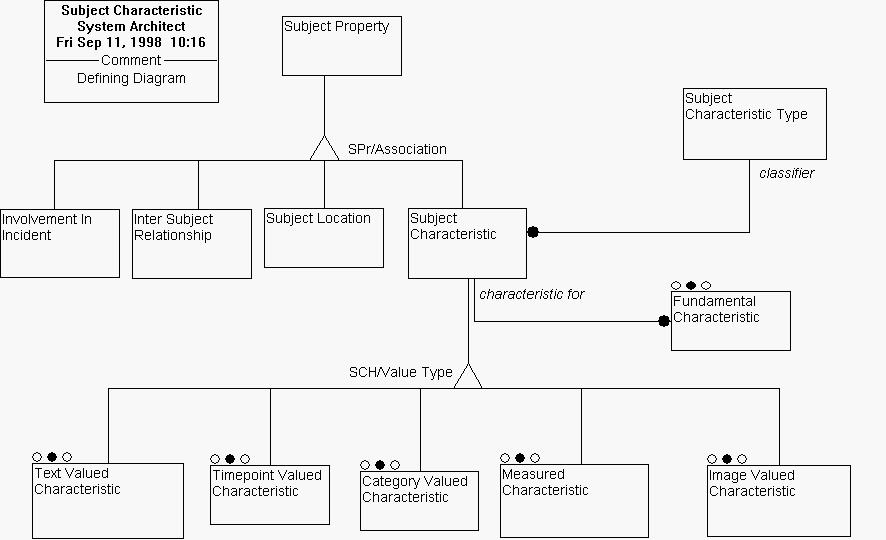 Subject Characteristic
System Architect
Fri Sep 11, 1998 10:16
Comment
Defining Diagram
Subject Property
Subject
Characteristic Type
SPr/Association
classifier
Involvement In
Incident
Inter Subject
Relationship
Subject Location
Subject
Characteristic
characteristic for
Fundamental
Characteristic
SCH/Value Type
Text Valued
Characteristic
Timepoint Valued
Characteristic
Category Valued
Characteristic
Measured
Characteristic
Image Valued
Characteristic